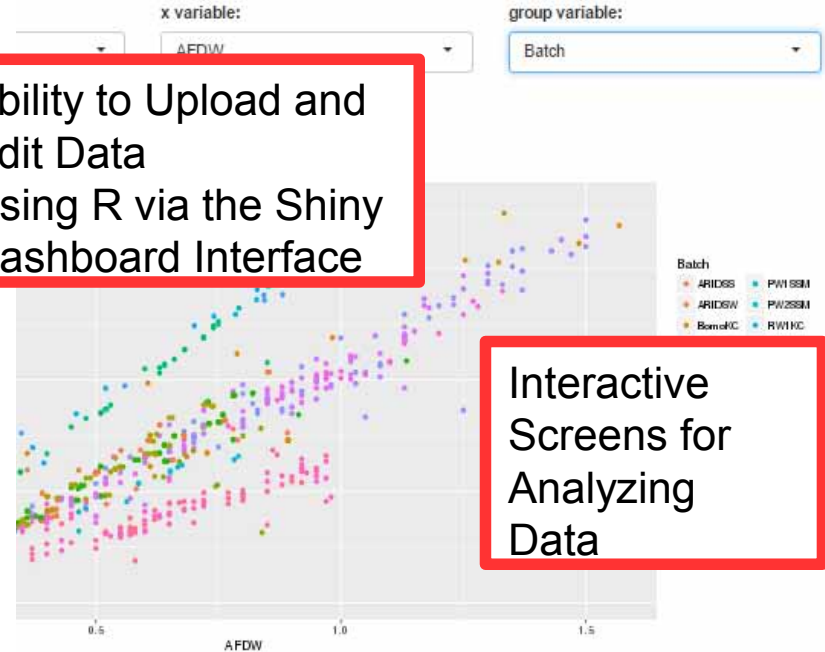 x variable:
group variable:
AFDW
Batch
bility to Upload and
dit Data
sing R via the Shiny
ashboard Interface
Batch
ARIDSS
PW1SSM
ARIDSW
PW2SSM
BomoKC
RW1KC
Interactive
Screens for
Analyzing
Data
0.5
1.0
1.5
AFDW